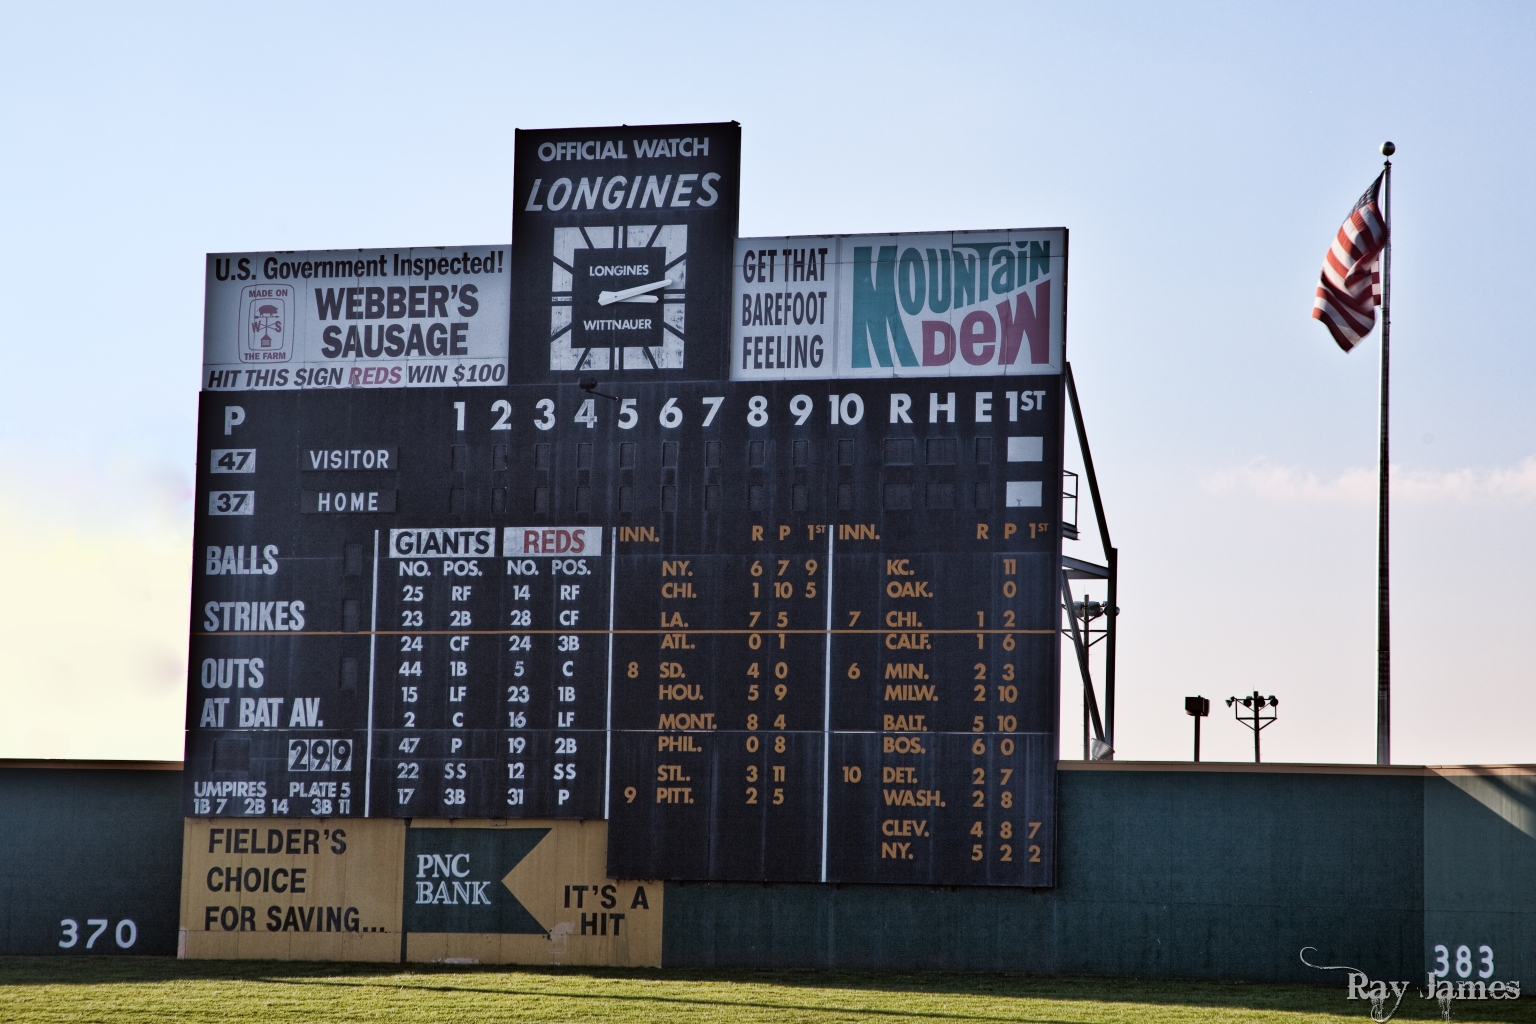 OFFICIAL WATCH
LONGINES
LONGINES
WITTNAUER
U.S. Government Inspected!
MADE ON
W S
THE FARM
WEBBER'S
SAUSAGE
HIT THIS SIGN REDS WIN $100
GET THAT
BAREFOOT
FEELING
MOUNTAIN
DEW
P 1 2 3 4 5 6 7 8 9 10 R H E 1ST
47 VISITOR
37 HOME
BALLS
STRIKES
OUTS
AT BAT AV.
299
UMPIRES PLATE 5
1B 7 2B 14 3B 11
GIANTS REDS
NO. POS. NO. POS.
25 RF 14 RF
23 2B 28 CF
24 CF 24 3B
44 1B 5 C
15 LF 23 1B
2 C 16 LF
47 P 19 2B
22 SS 12 SS
17 3B 31 P
INN. R P 1ST
NY. 6 7 9
CHI. 1 10 5
LA. 7 5
ATL. 0 1
8 SD. 4 0
HOU. 5 9
MONT. 8 4
PHIL. 0 8
STL. 3 11
9 PITT. 2 5
INN. R P 1ST
KC. 11
OAK. 0
7 CHI. 1 2
CALF. 1 6
6 MIN. 2 3
MILW. 2 10
BALT. 5 10
BOS. 6 0
10 DET. 2 7
WASH. 2 8
CLEV. 4 8 7
NY. 5 2 2
FIELDER'S
CHOICE
FOR SAVING...
PNC
BANK
IT'S A
HIT
370
383
Ray James